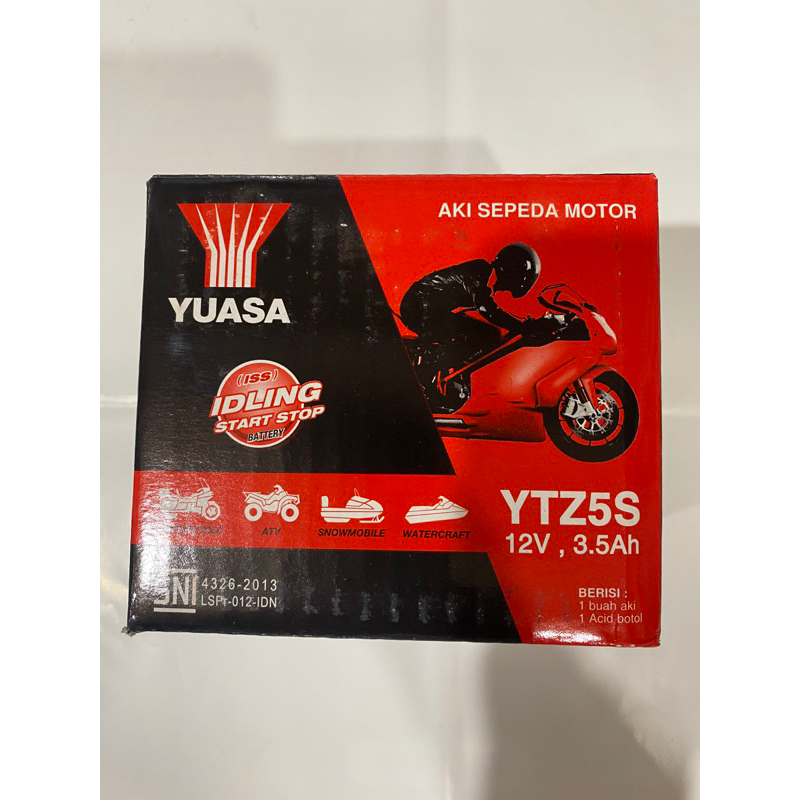 AKI SEPEDA MOTOR
YUASA
(ISS)
IDLING
START STOP
BATTERY
ATV
SNOWMOBILE
WATERCRAFT
YTZ5S
12V , 3.5Ah
SNI
4326-2013
LSPr-012-IDN
BERISI :
1 buah aki
1 Acid botol